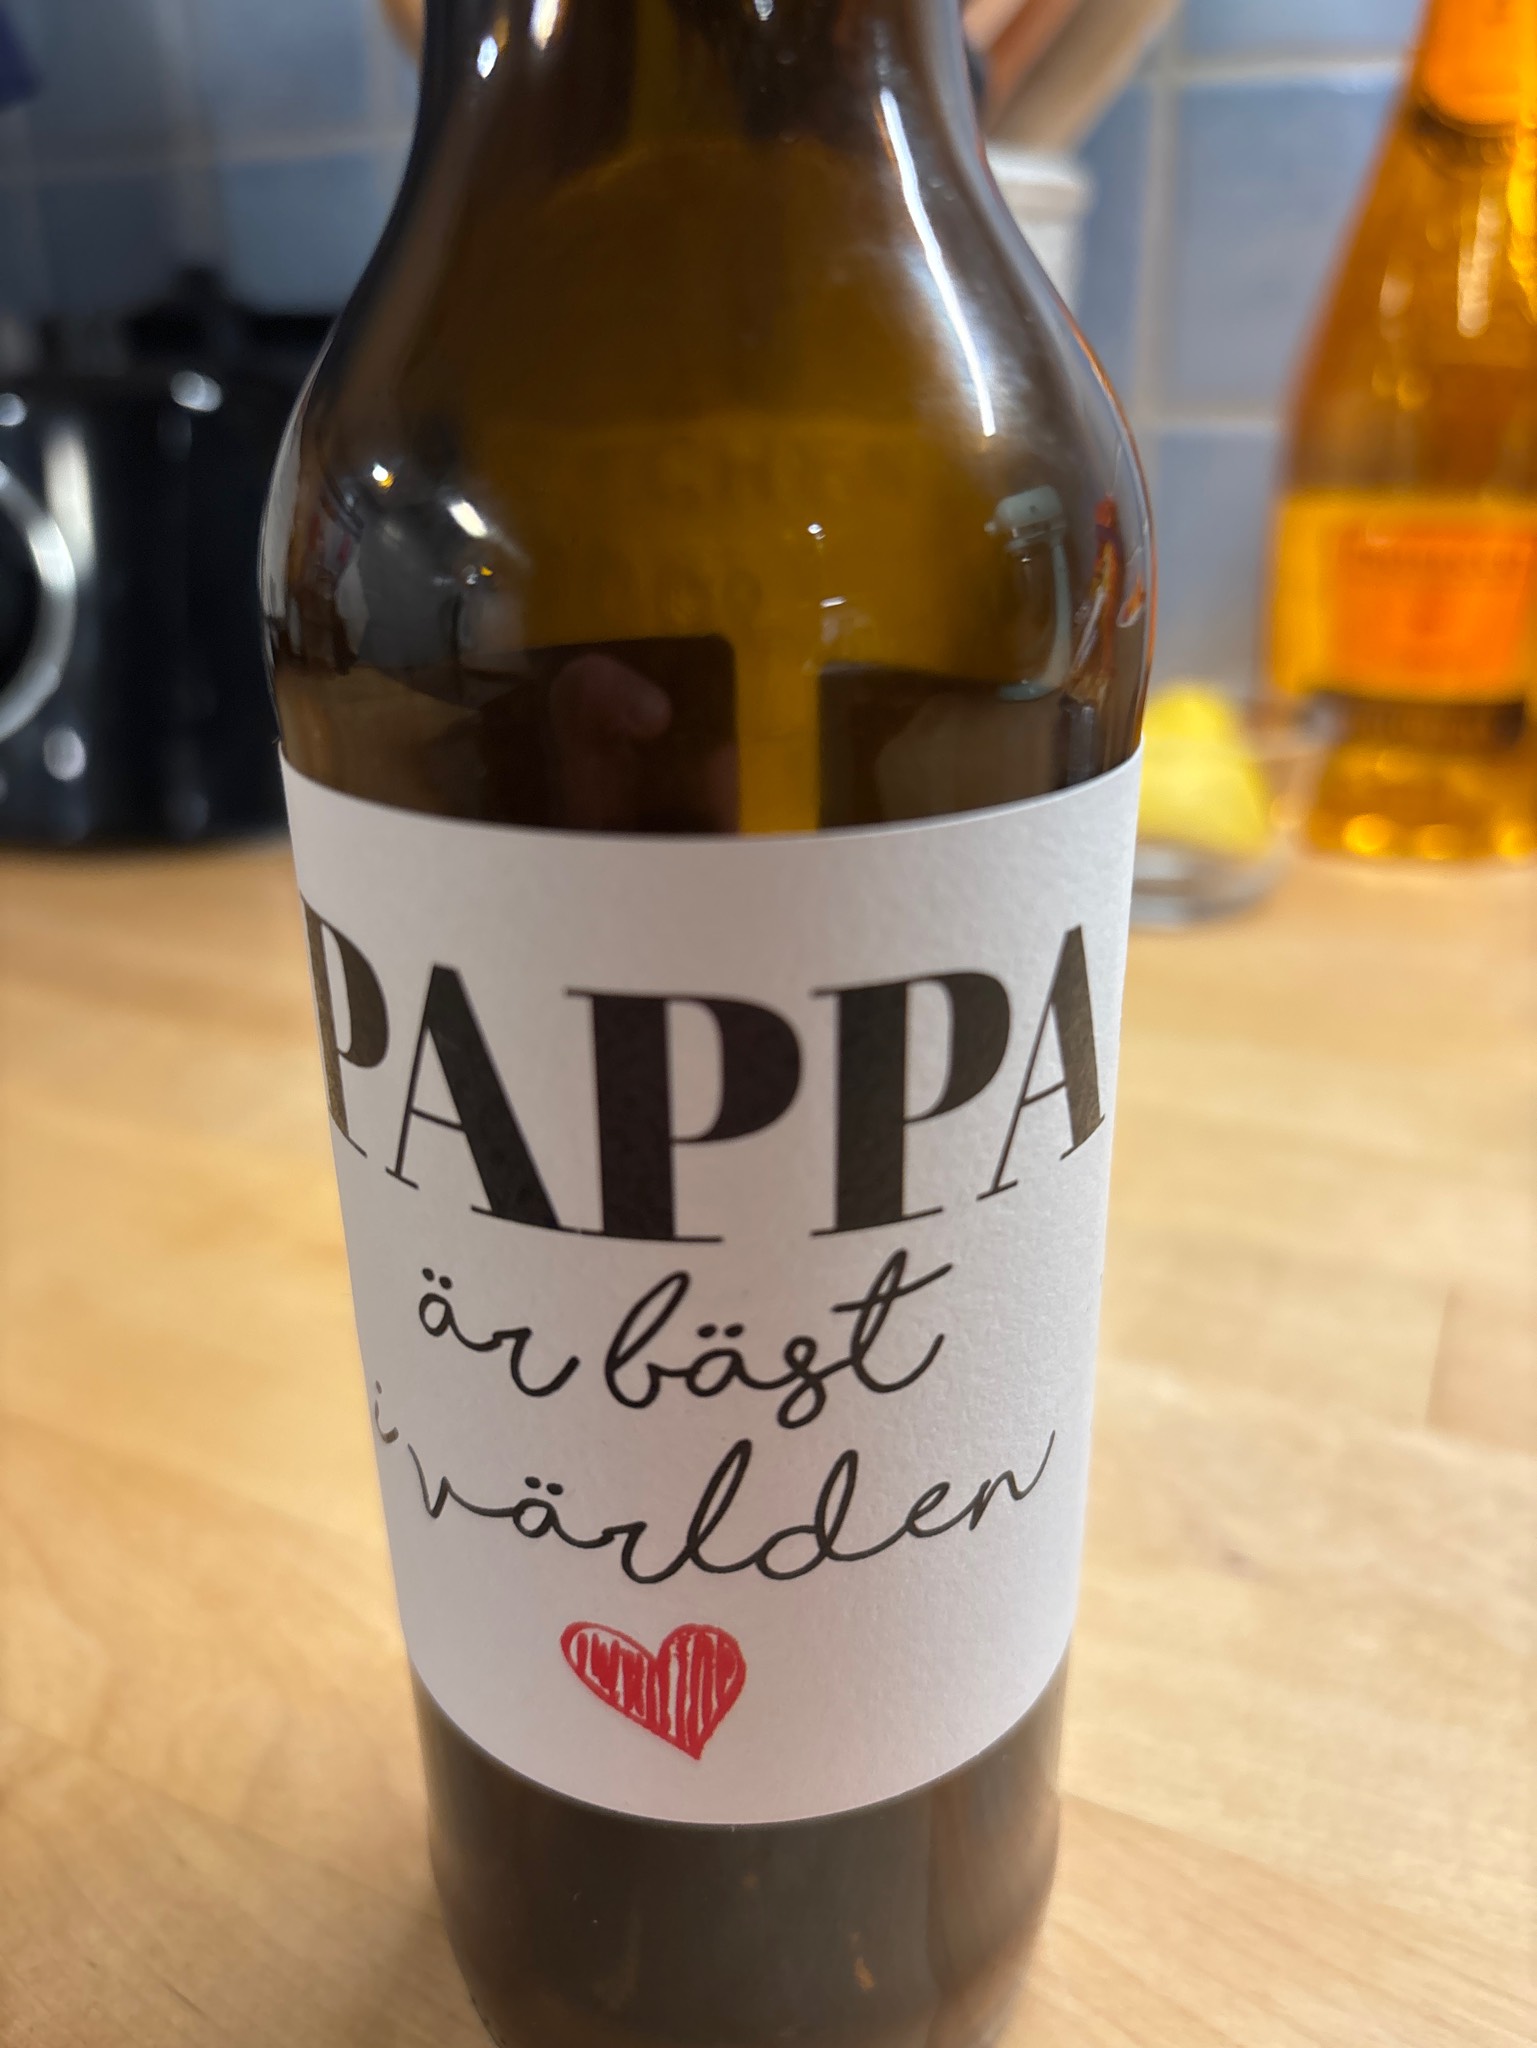 PAPPA
är bäst
i världen